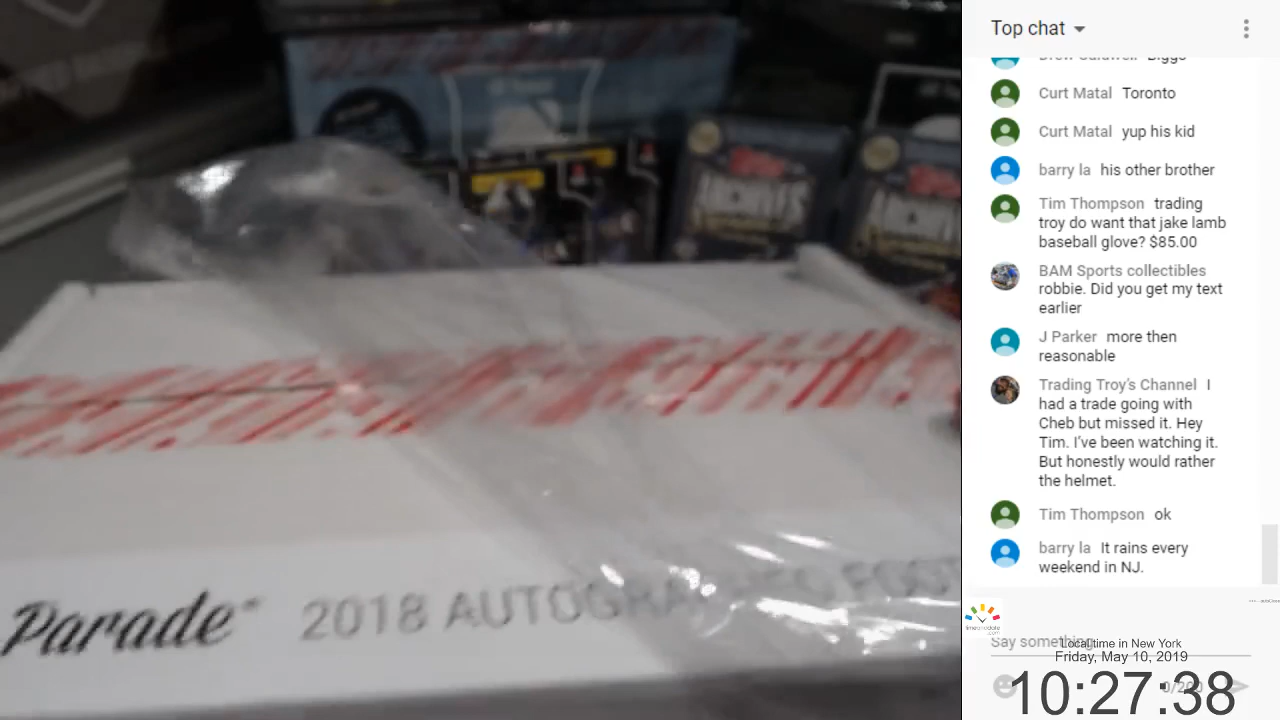 Parade
2018 AUTOGRAPHED FOOT
Top chat
Curt Matal Toronto
Curt Matal yup his kid
barry la his other brother
Tim Thompson trading
troy do want that jake lamb
baseball glove? $85.00
BAM Sports collectibles
robbie. Did you get my text
earlier
J Parker more then
reasonable
Trading Troy's Channel I
had a trade going with
Cheb but missed it. Hey
Tim. I've been watching it.
But honestly would rather
the helmet.
Tim Thompson ok
barry la It rains every
weekend in NJ.
Say something
Local time in New York
Friday, May 10, 2019
10:27:38